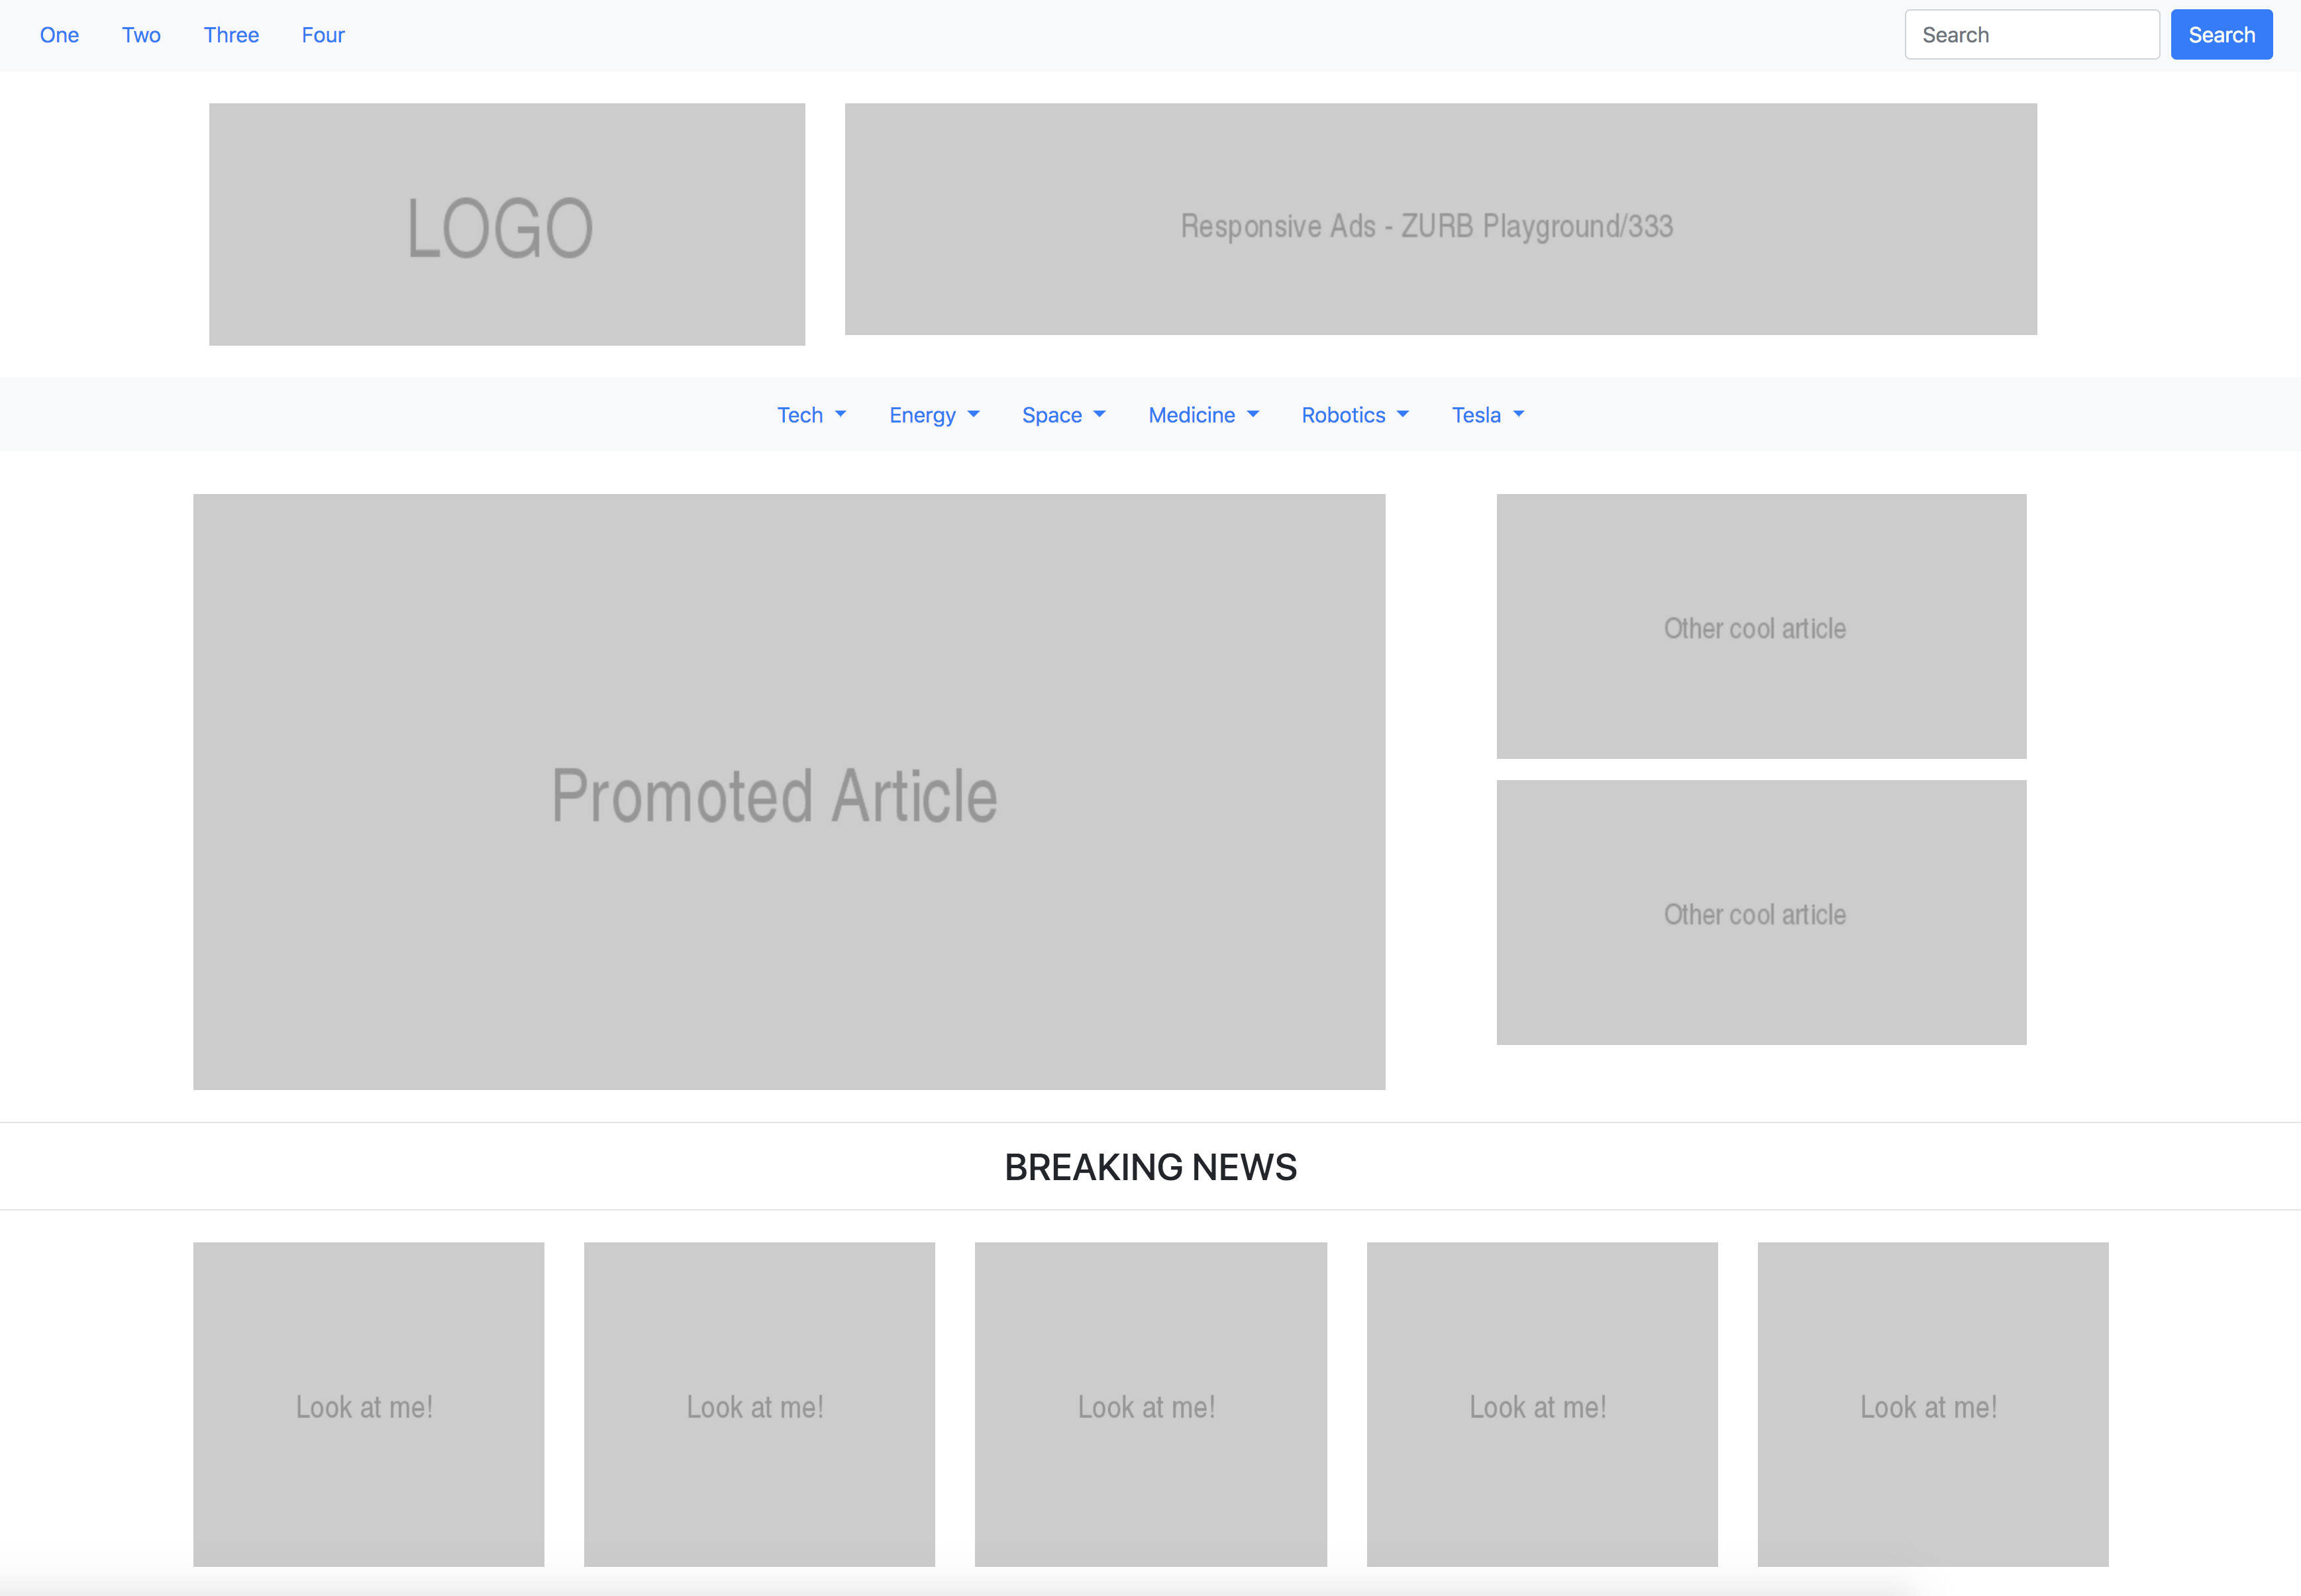 One Two Three Four Search Search
LOGO
Responsive Ads - ZURB Playground/333
Tech Energy Space Medicine Robotics Tesla
Promoted Article
Other cool article
Other cool article
BREAKING NEWS
Look at me! Look at me! Look at me! Look at me! Look at me!